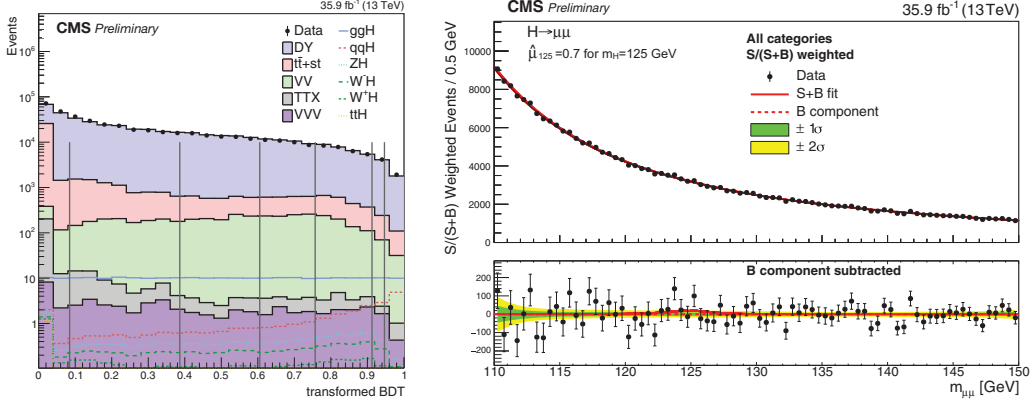 35.9 fb⁻¹ (13 TeV)
CMS Preliminary
Data
DY
tt̄+st
VV
TTX
VVV
ggH
qqH
ZH
W⁻H
W⁺H
ttH
Events
10⁶
10⁵
10⁴
10³
10²
10
1
0 0.1 0.2 0.3 0.4 0.5 0.6 0.7 0.8 0.9 1
transformed BDT
CMS Preliminary 35.9 fb⁻¹ (13 TeV)
H→μμ
μ̂₁₂₅=0.7 for m_H=125 GeV
All categories
S/(S+B) weighted
Data
S+B fit
B component
± 1σ
± 2σ
S/(S+B) Weighted Events / 0.5 GeV
10000
8000
6000
4000
2000
0
B component subtracted
200
100
0
−100
−200
110 115 120 125 130 135 140 145 150
m_μμ [GeV]